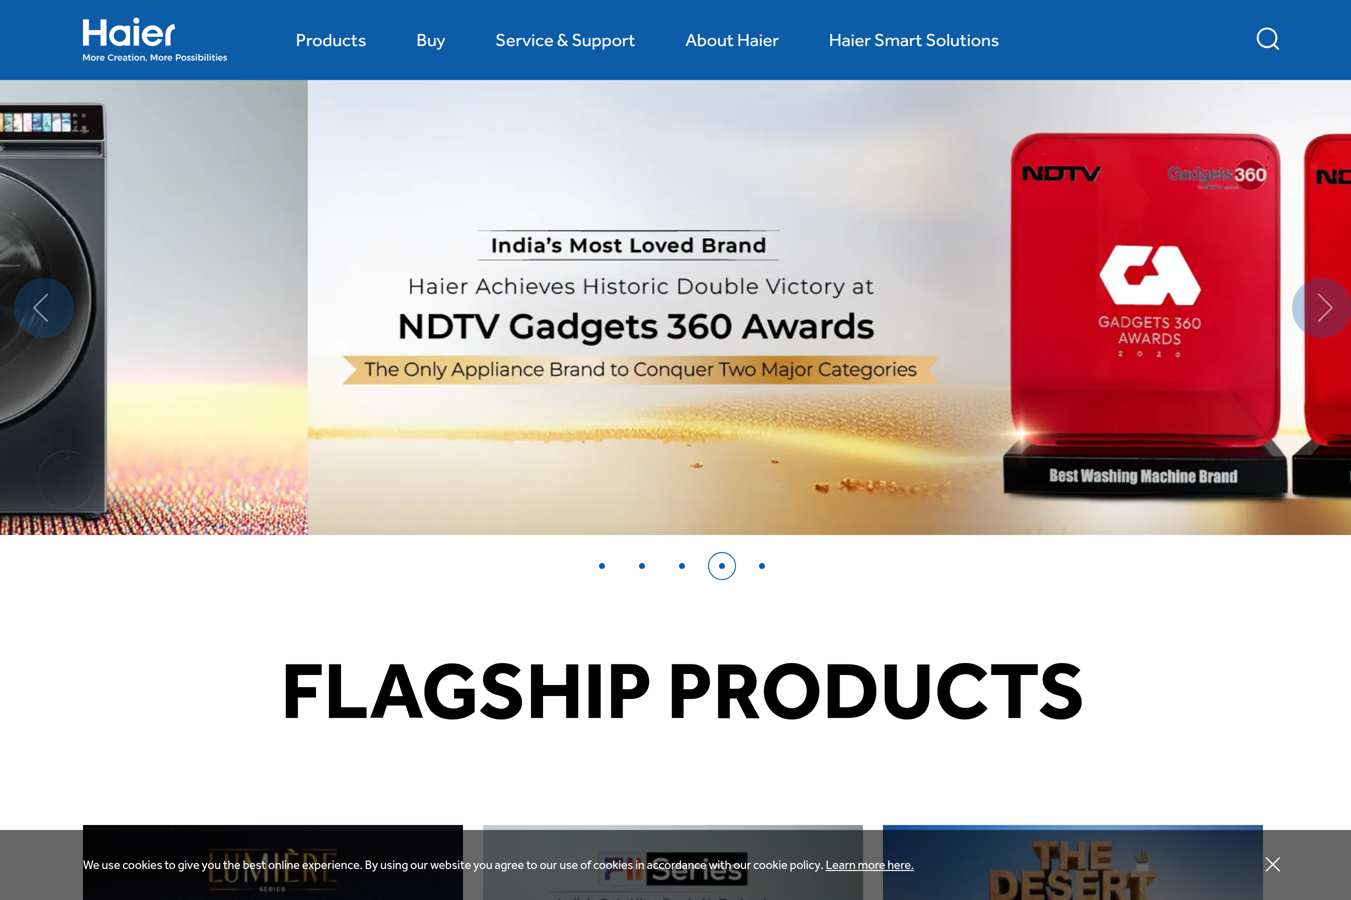 Haier
More Creation, More Possibilities
Products
Buy
Service & Support
About Haier
Haier Smart Solutions
NDTV
Gadgets 360
India's Most Loved Brand
Haier Achieves Historic Double Victory at
NDTV Gadgets 360 Awards
The Only Appliance Brand to Conquer Two Major Categories
GADGETS 360
AWARDS
Best Washing Machine Brand
FLAGSHIP PRODUCTS
LUMIÈRE
SERIES
Series
THE
DESERT
We use cookies to give you the best online experience. By using our website you agree to our use of cookies in accordance with our cookie policy. Learn more here.